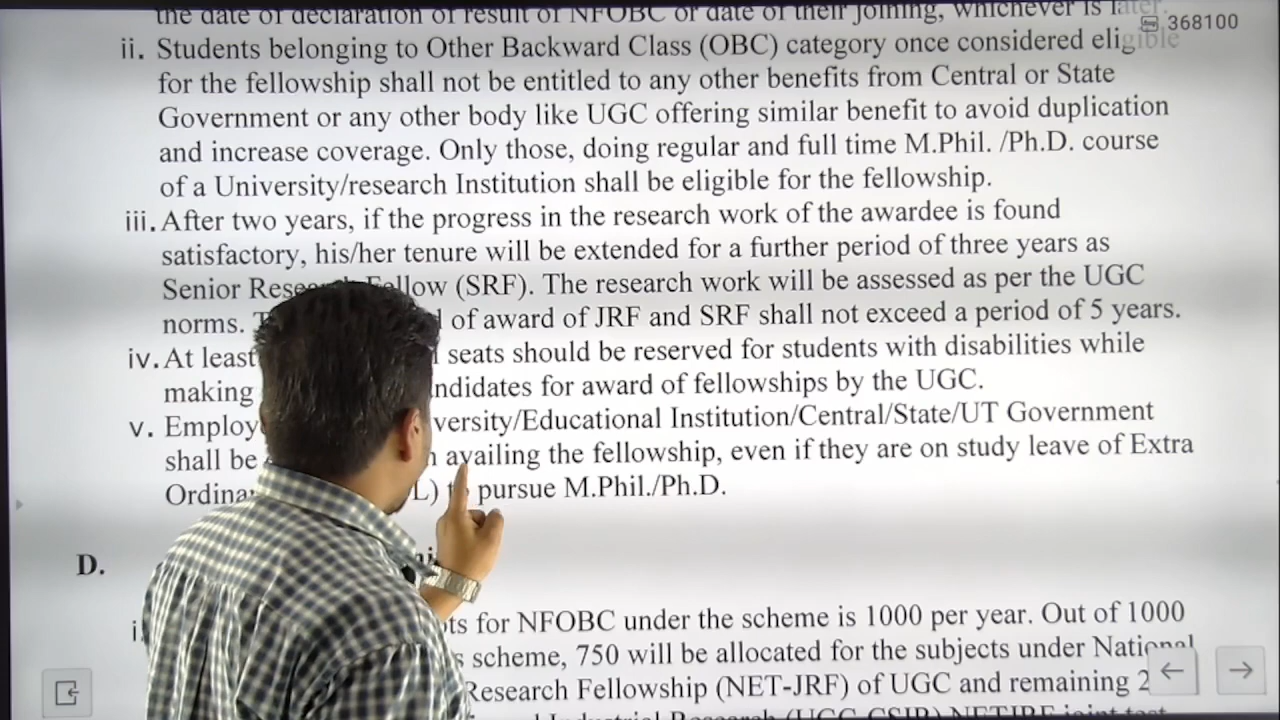 the date of declaration of result of NFOBC or date of their joining, whichever is later.
368100
ii. Students belonging to Other Backward Class (OBC) category once considered eligible
for the fellowship shall not be entitled to any other benefits from Central or State
Government or any other body like UGC offering similar benefit to avoid duplication
and increase coverage. Only those, doing regular and full time M.Phil. /Ph.D. course
of a University/research Institution shall be eligible for the fellowship.
iii. After two years, if the progress in the research work of the awardee is found
satisfactory, his/her tenure will be extended for a further period of three years as
Senior Fellow (SRF). The research work will be assessed as per the UGC
norms. of award of JRF and SRF shall not exceed a period of 5 years.
iv. At least seats should be reserved for students with disabilities while
making for award of fellowships by the UGC.
v. Institution/Central/State/UT Government
shall be availing the fellowship, even if they are on study leave of Extra
pursue M.Phil./Ph.D.
D.
i. for NFOBC under the scheme is 1000 per year. Out of 1000
scheme, 750 will be allocated for the subjects under National
Research Fellowship (NET-JRF) of UGC and remaining